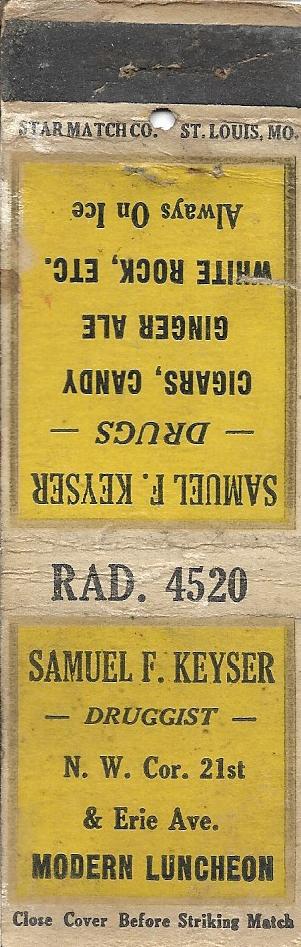 STAR MATCH CO. ST. LOUIS, MO.
SAMUEL F. KEYSER
— DRUGS —
CIGARS, CANDY
GINGER ALE
WHITE ROCK, ETC.
Always On Ice
RAD. 4520
SAMUEL F. KEYSER
— DRUGGIST —
N. W. Cor. 21st
& Erie Ave.
MODERN LUNCHEON
Close Cover Before Striking Match